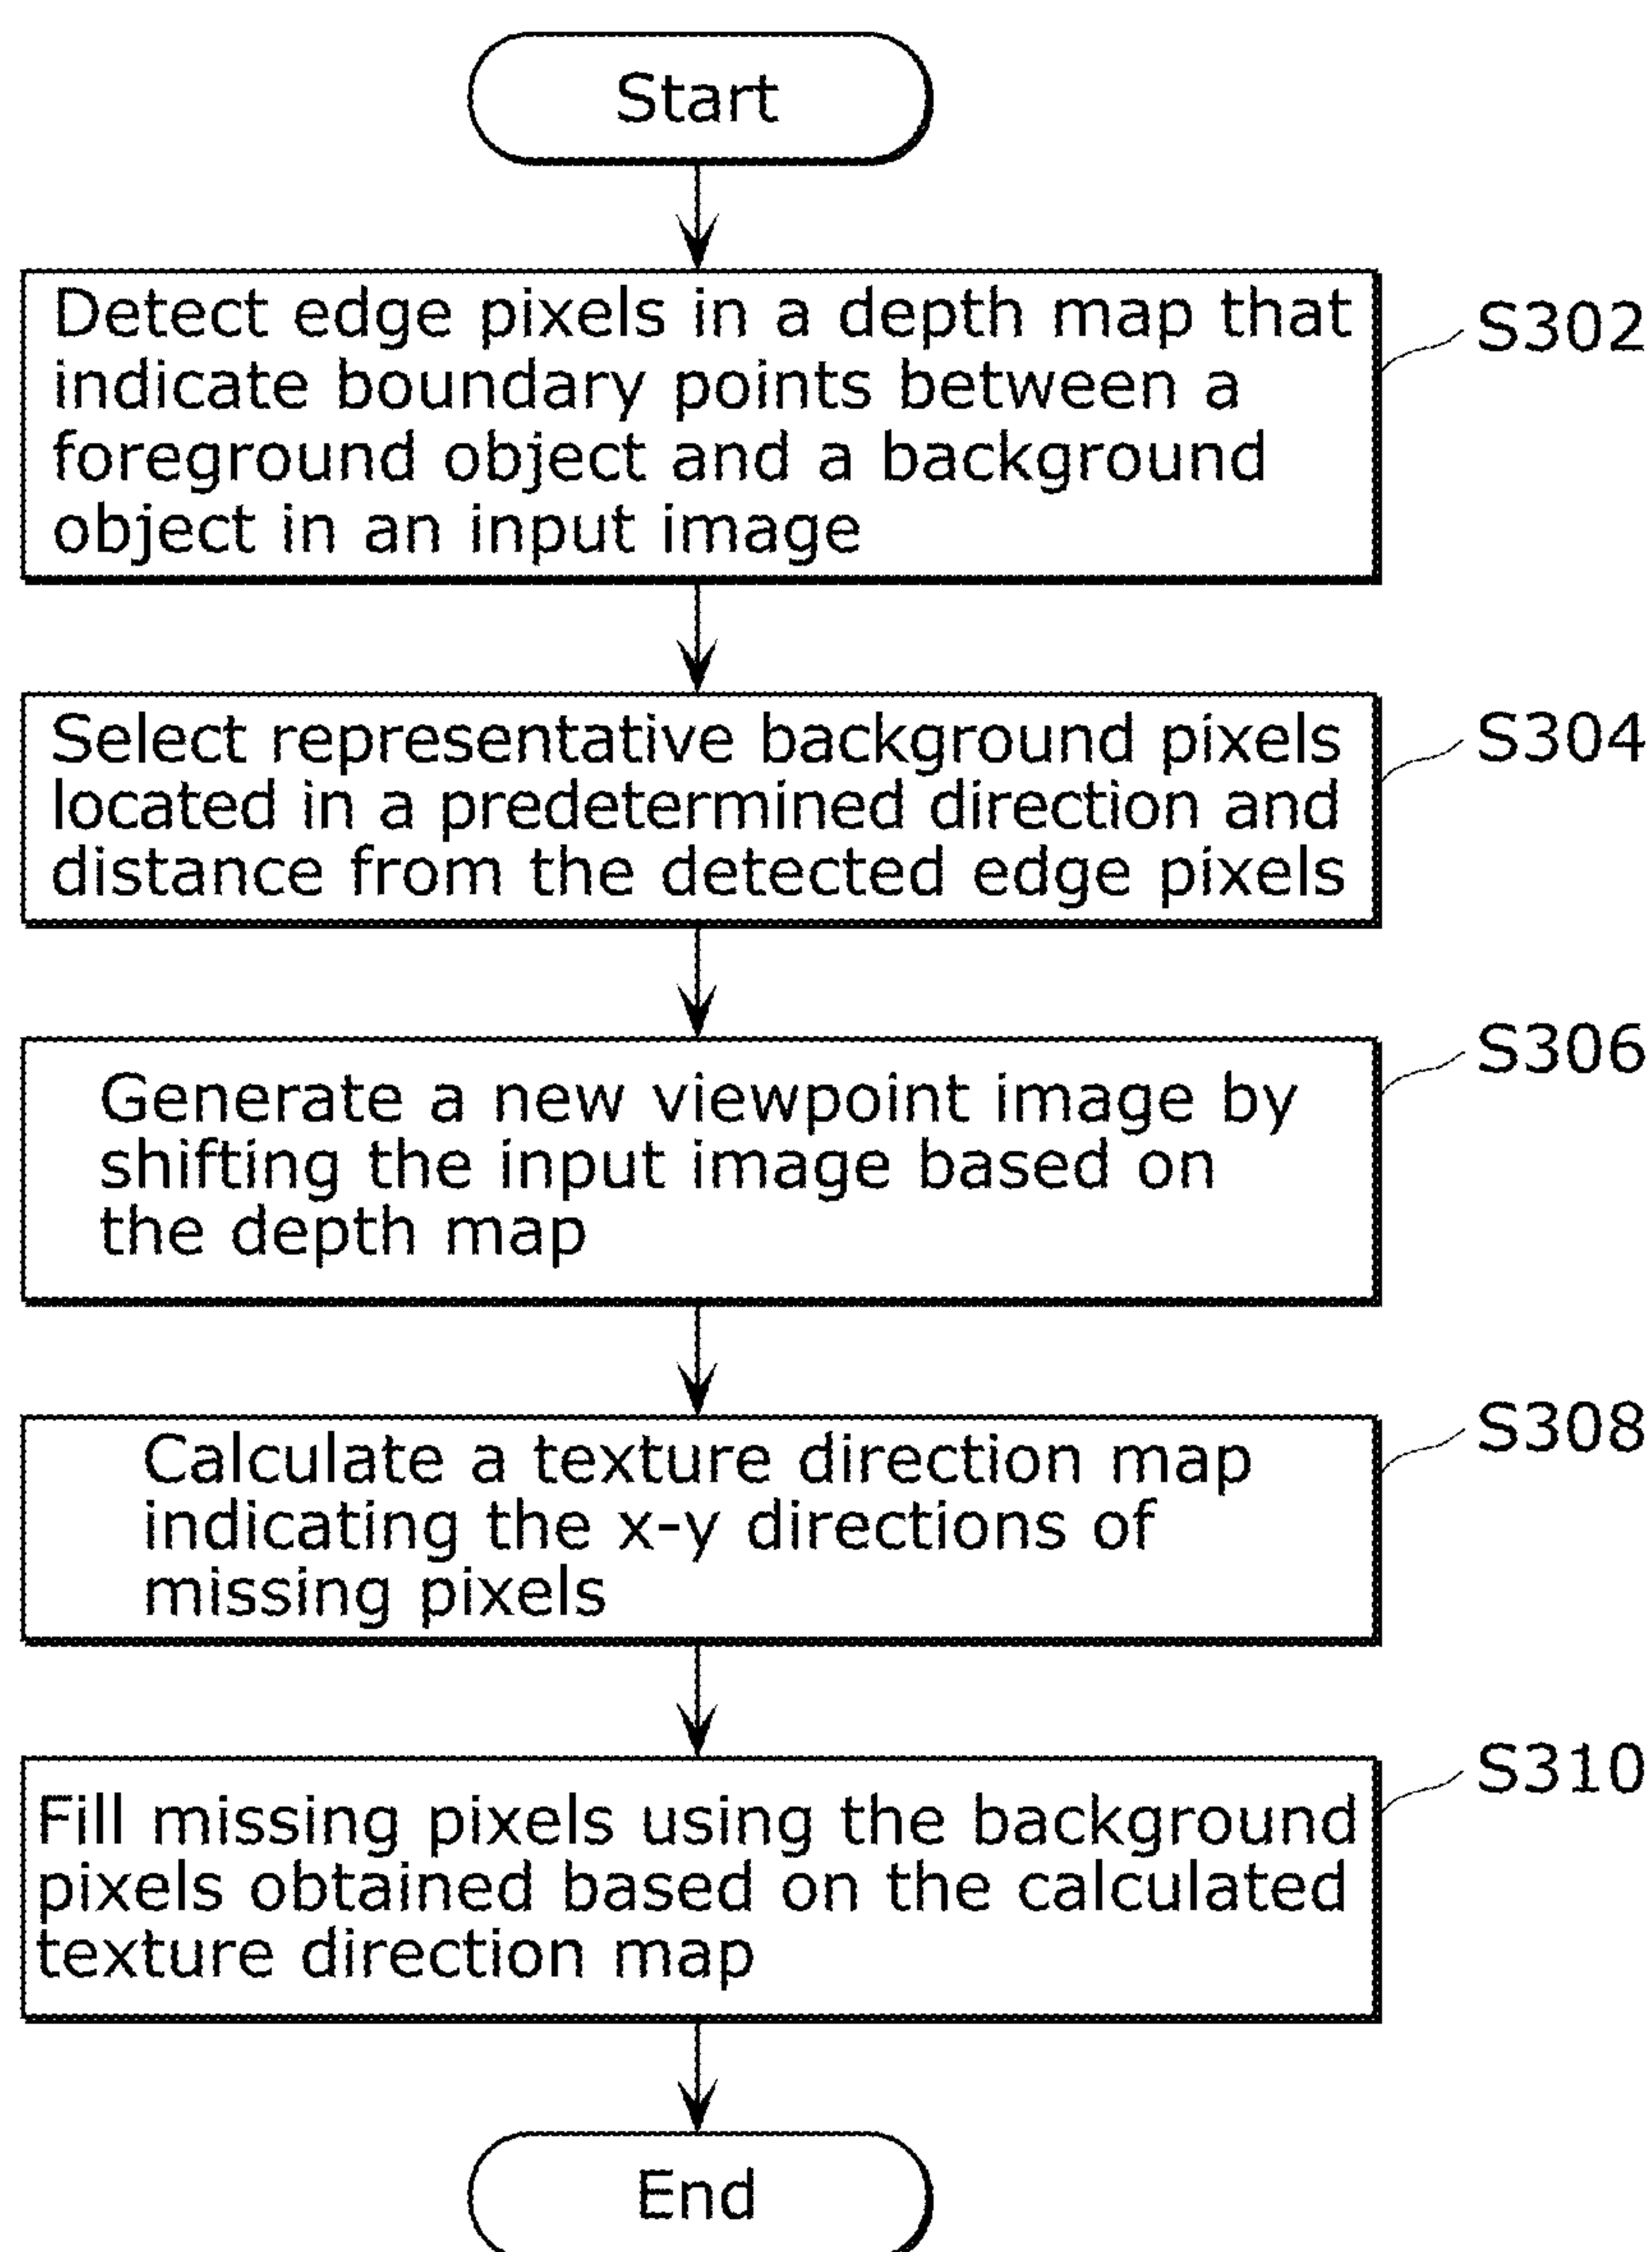 Start
Detect edge pixels in a depth map that
indicate boundary points between a
foreground object and a background
object in an input image
S302
Select representative background pixels
located in a predetermined direction and
distance from the detected edge pixels
S304
Generate a new viewpoint image by
shifting the input image based on
the depth map
S306
Calculate a texture direction map
indicating the x-y directions of
missing pixels
S308
Fill missing pixels using the background
pixels obtained based on the calculated
texture direction map
S310
End